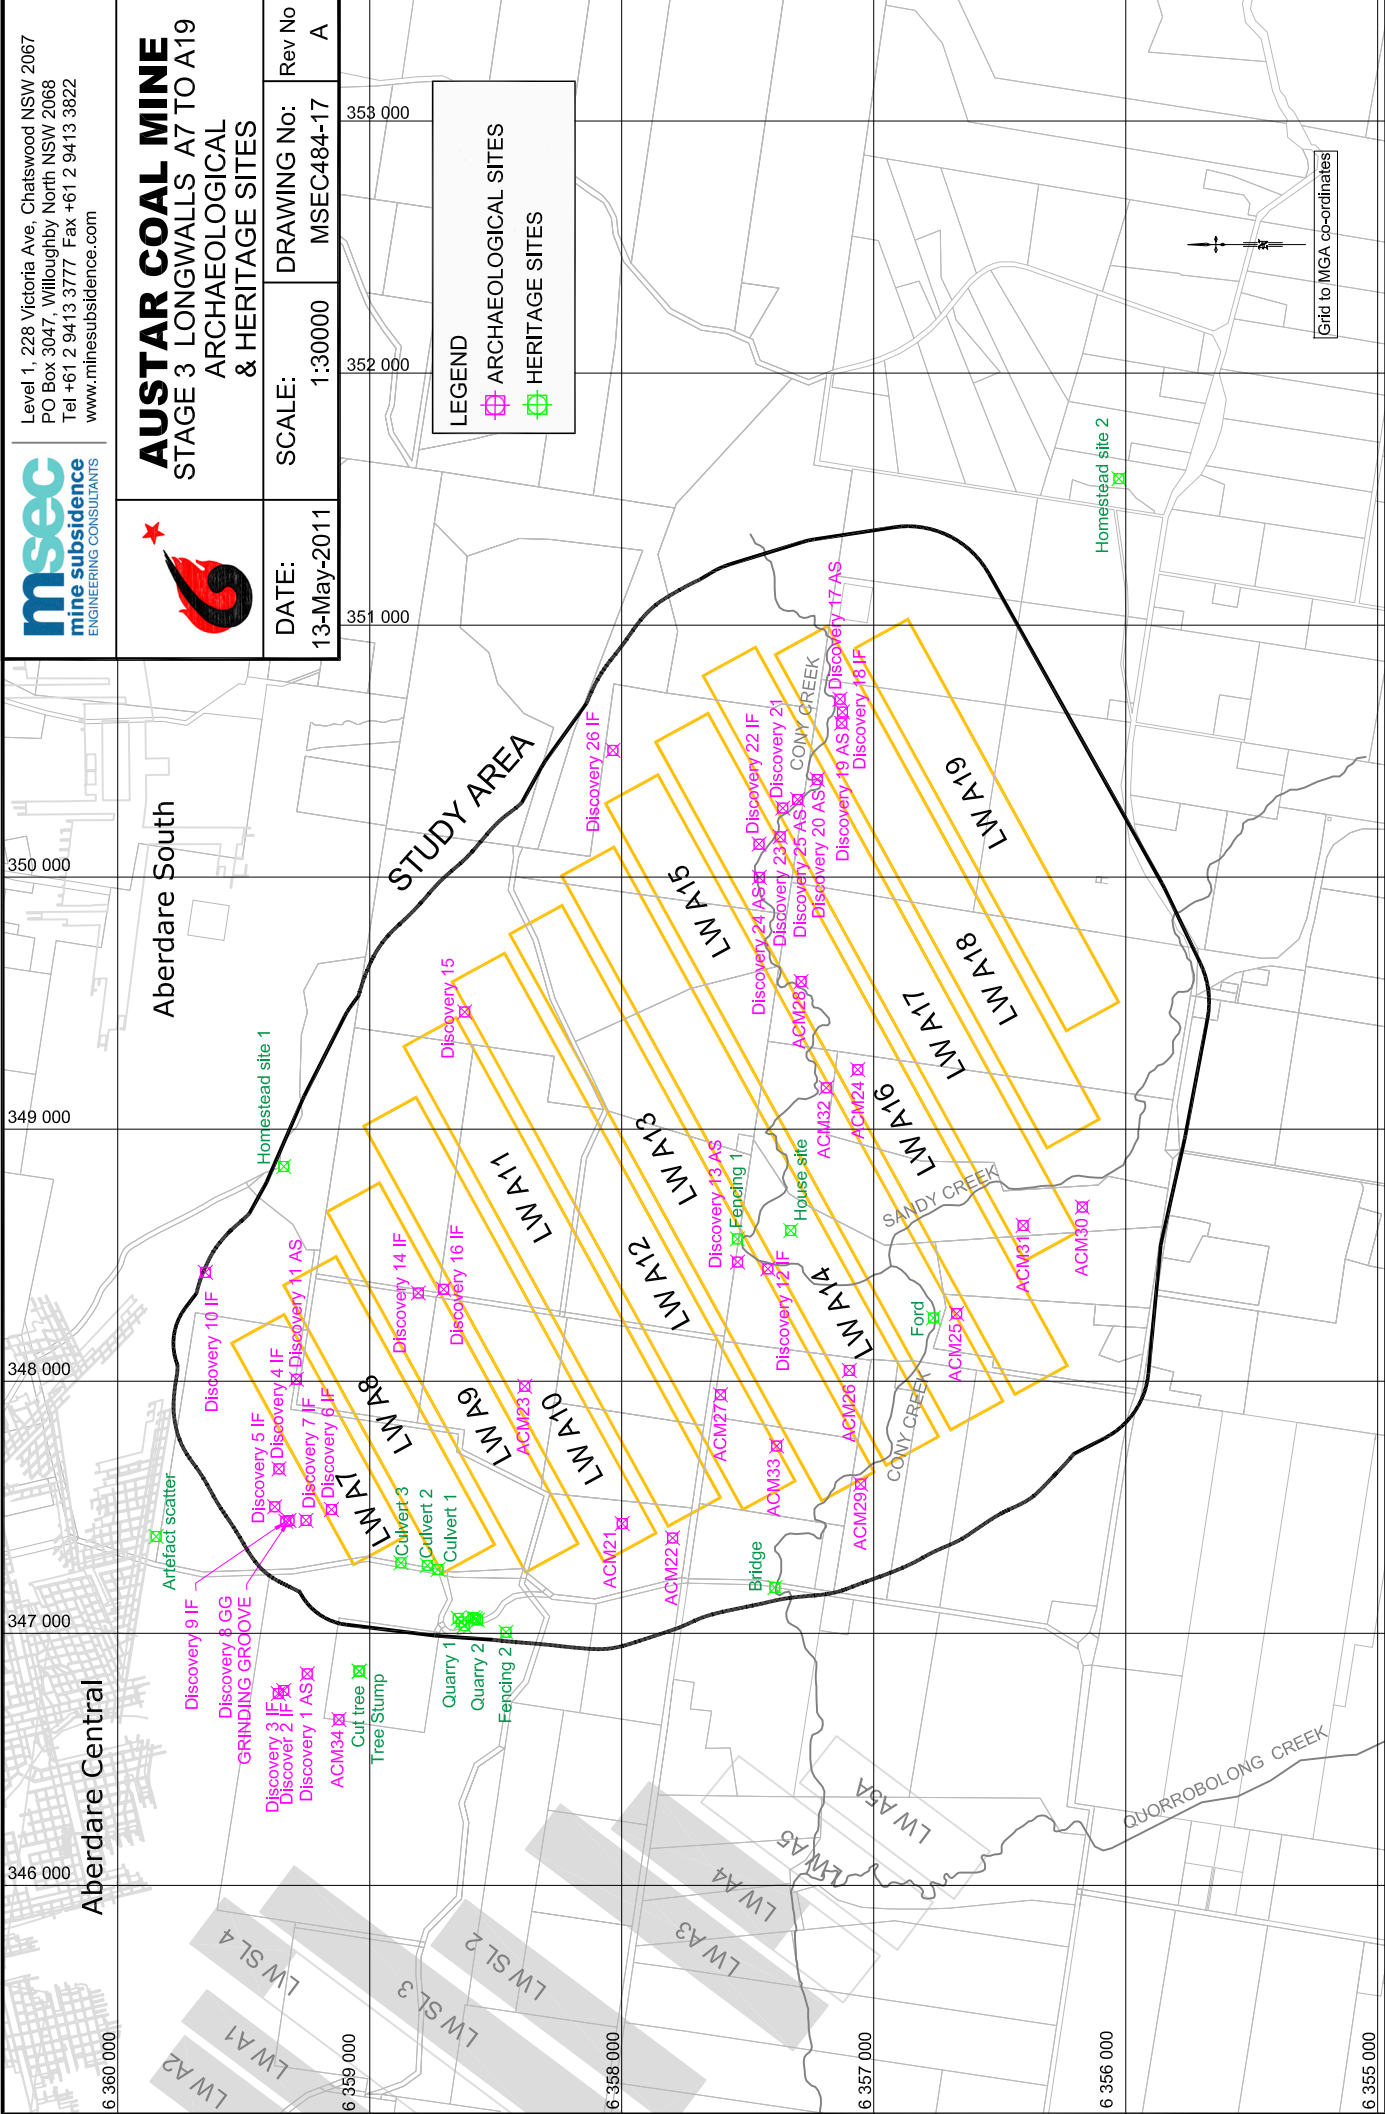 msec
mine subsidence
ENGINEERING CONSULTANTS
Level 1, 228 Victoria Ave, Chatswood NSW 2067
PO Box 3047, Willoughby North NSW 2068
Tel +61 2 9413 3777 Fax +61 2 9413 3822
www.minesubsidence.com
AUSTAR COAL MINE
STAGE 3 LONGWALLS A7 TO A19
ARCHAEOLOGICAL
& HERITAGE SITES
DATE:
13-May-2011
SCALE:
1:30000
DRAWING No:
MSEC484-17
Rev No
A
LEGEND
ARCHAEOLOGICAL SITES
HERITAGE SITES
Grid to MGA co-ordinates
N
346 000
347 000
348 000
349 000
350 000
351 000
352 000
353 000
6 360 000
6 359 000
6 358 000
6 357 000
6 356 000
6 355 000
Aberdare Central
Aberdare South
STUDY AREA
Artefact scatter
Homestead site 1
Discovery 10 IF
Discovery 5 IF
Discovery 4 IF
Discovery 11 AS
Discovery 7 IF
Discovery 6 IF
Discovery 9 IF
Discovery 8 GG
GRINDING GROOVE
Discovery 3 IF
Discover 2 IF
Discovery 1 AS
ACM34
Cut tree
Tree Stump
Culvert 3
Culvert 2
Culvert 1
Quarry 1
Quarry 2
Fencing 2
Discovery 14 IF
Discovery 16 IF
Discovery 15
Discovery 26 IF
ACM23
ACM21
ACM22
ACM27
ACM33
ACM26
ACM29
Bridge
Discovery 13 AS
Fencing 1
Discovery 12 IF
House site
Ford
ACM25
ACM31
ACM30
ACM32
ACM24
ACM28
Discovery 24 AS
Discovery 22 IF
Discovery 23
Discovery 21
Discovery 25 AS
Discovery 20 AS
Discovery 19 AS
Discovery 17 AS
Discovery 18 IF
Homestead site 2
LW A7
LW A8
LW A9
LW A10
LW A11
LW A12
LW A13
LW A14
LW A15
LW A16
LW A17
LW A18
LW A19
CONY CREEK
CONY CREEK
SANDY CREEK
QUORROBOLONG CREEK
LW A2
LW A1
LW SL 4
LW SL 3
LW SL 2
LW A3
LW A4
LW A5
LW A5A